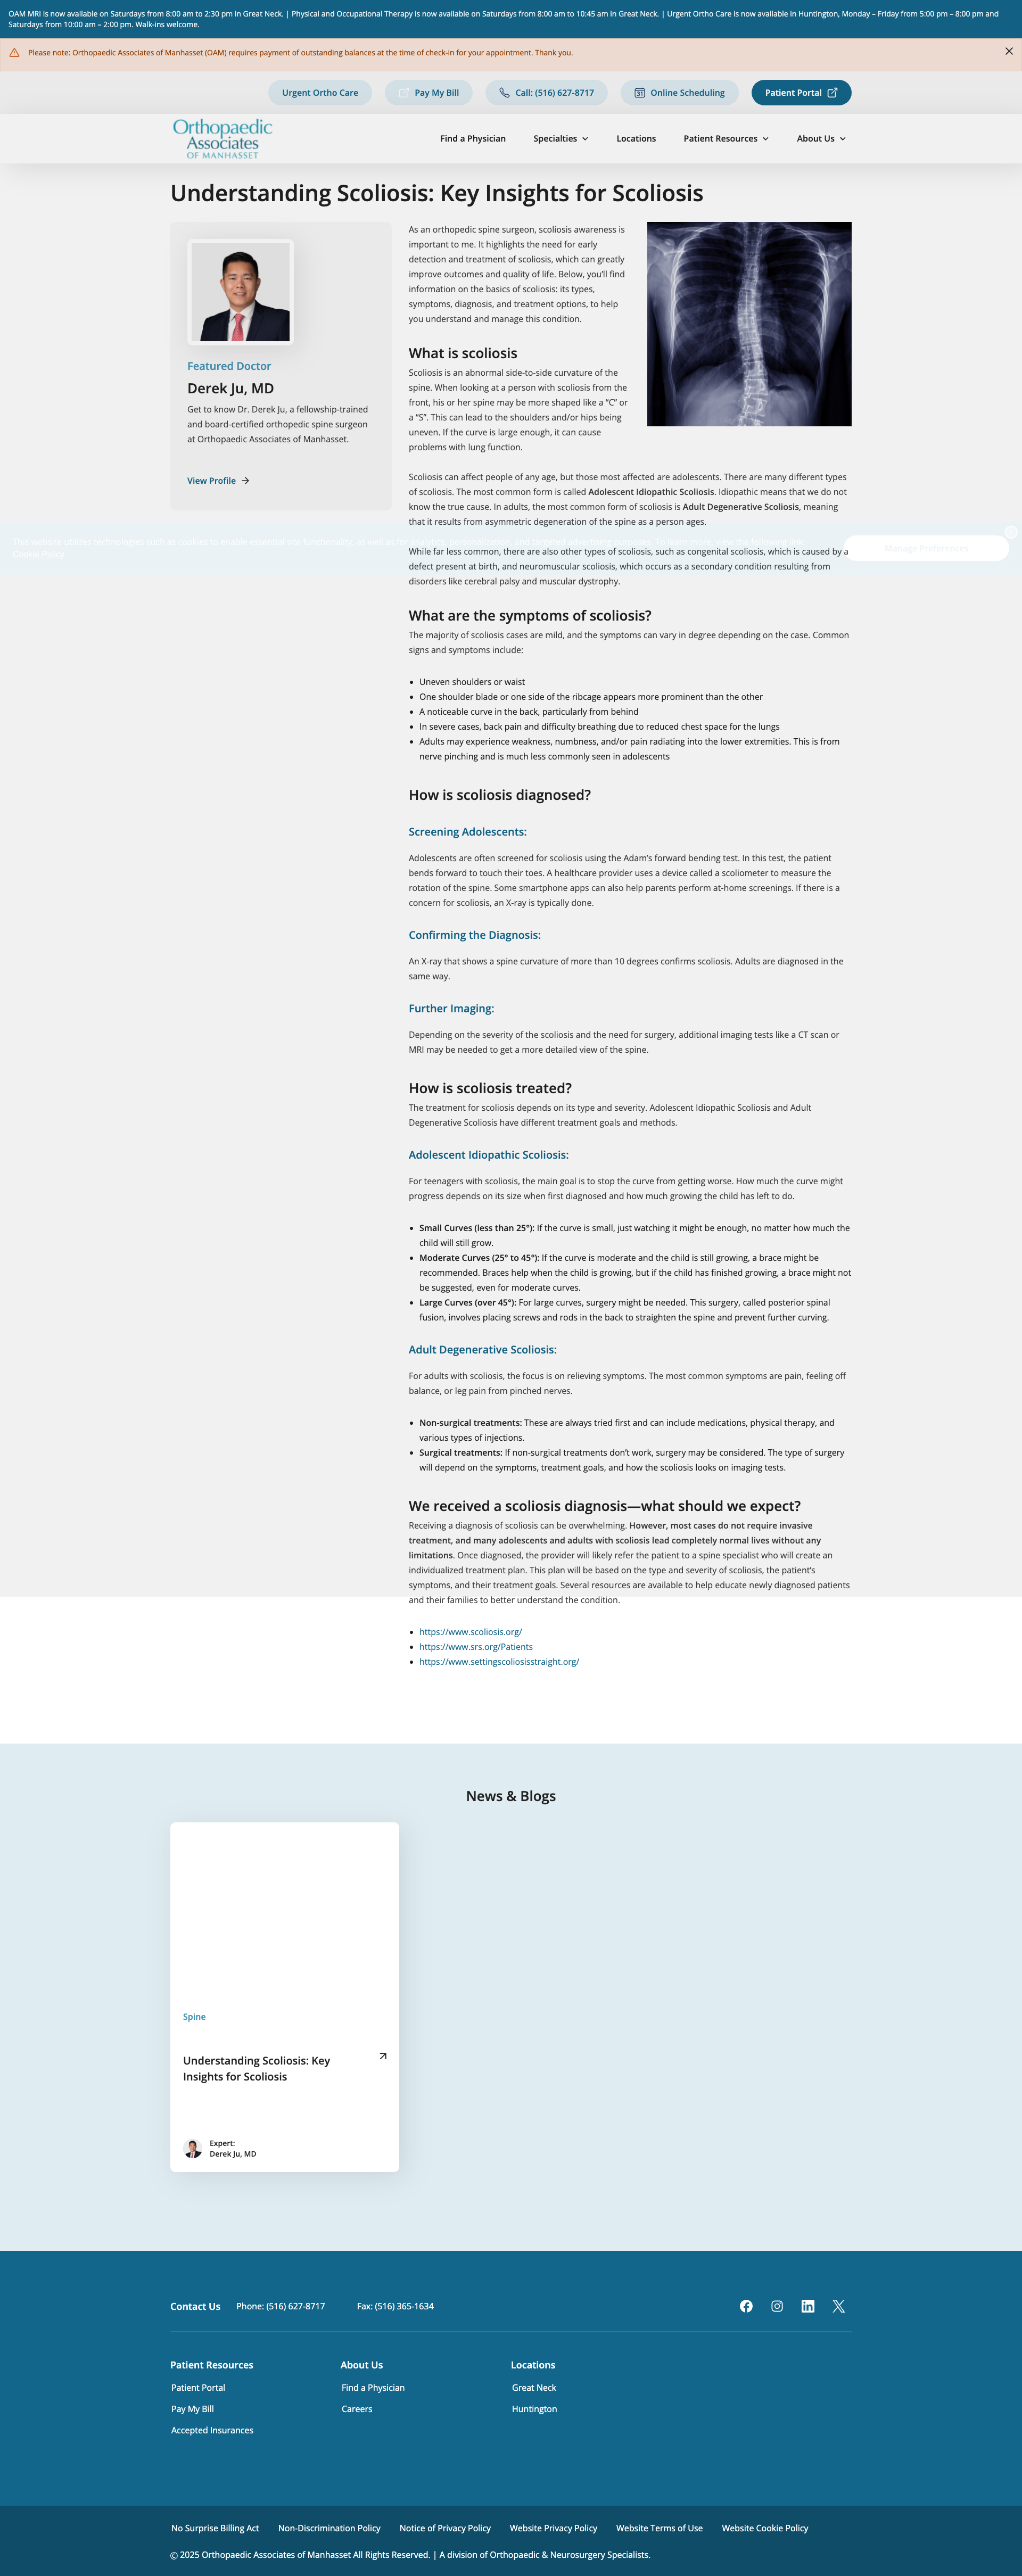 OAM MRI is now available on Saturdays from 8:00 am to 2:30 pm in Great Neck. | Physical and Occupational Therapy is now available on Saturdays from 8:00 am to 10:45 am in Great Neck. | Urgent Ortho Care is now available in Huntington, Monday – Friday from 5:00 pm – 8:00 pm and
Saturdays from 10:00 am – 2:00 pm. Walk-ins welcome.
Please note: Orthopaedic Associates of Manhasset (OAM) requires payment of outstanding balances at the time of check-in for your appointment. Thank you.
Urgent Ortho Care
Pay My Bill
Call: (516) 627-8717
Online Scheduling
Patient Portal
Orthopaedic
Associates
OF MANHASSET
Find a Physician
Specialties
Locations
Patient Resources
About Us
Understanding Scoliosis: Key Insights for Scoliosis
Featured Doctor
Derek Ju, MD
Get to know Dr. Derek Ju, a fellowship-trained
and board-certified orthopedic spine surgeon
at Orthopaedic Associates of Manhasset.
View Profile
As an orthopedic spine surgeon, scoliosis awareness is
important to me. It highlights the need for early
detection and treatment of scoliosis, which can greatly
improve outcomes and quality of life. Below, you’ll find
information on the basics of scoliosis: its types,
symptoms, diagnosis, and treatment options, to help
you understand and manage this condition.
What is scoliosis
Scoliosis is an abnormal side-to-side curvature of the
spine. When looking at a person with scoliosis from the
front, his or her spine may be more shaped like a “C” or
a “S”. This can lead to the shoulders and/or hips being
uneven. If the curve is large enough, it can cause
problems with lung function.
Scoliosis can affect people of any age, but those most affected are adolescents. There are many different types
of scoliosis. The most common form is called Adolescent Idiopathic Scoliosis. Idiopathic means that we do not
know the true cause. In adults, the most common form of scoliosis is Adult Degenerative Scoliosis, meaning
that it results from asymmetric degeneration of the spine as a person ages.
Cookie Policy
Manage Preferences
While far less common, there are also other types of scoliosis, such as congenital scoliosis, which is caused by a
defect present at birth, and neuromuscular scoliosis, which occurs as a secondary condition resulting from
disorders like cerebral palsy and muscular dystrophy.
What are the symptoms of scoliosis?
The majority of scoliosis cases are mild, and the symptoms can vary in degree depending on the case. Common
signs and symptoms include:
• Uneven shoulders or waist
• One shoulder blade or one side of the ribcage appears more prominent than the other
• A noticeable curve in the back, particularly from behind
• In severe cases, back pain and difficulty breathing due to reduced chest space for the lungs
• Adults may experience weakness, numbness, and/or pain radiating into the lower extremities. This is from
nerve pinching and is much less commonly seen in adolescents
How is scoliosis diagnosed?
Screening Adolescents:
Adolescents are often screened for scoliosis using the Adam’s forward bending test. In this test, the patient
bends forward to touch their toes. A healthcare provider uses a device called a scoliometer to measure the
rotation of the spine. Some smartphone apps can also help parents perform at-home screenings. If there is a
concern for scoliosis, an X-ray is typically done.
Confirming the Diagnosis:
An X-ray that shows a spine curvature of more than 10 degrees confirms scoliosis. Adults are diagnosed in the
same way.
Further Imaging:
Depending on the severity of the scoliosis and the need for surgery, additional imaging tests like a CT scan or
MRI may be needed to get a more detailed view of the spine.
How is scoliosis treated?
The treatment for scoliosis depends on its type and severity. Adolescent Idiopathic Scoliosis and Adult
Degenerative Scoliosis have different treatment goals and methods.
Adolescent Idiopathic Scoliosis:
For teenagers with scoliosis, the main goal is to stop the curve from getting worse. How much the curve might
progress depends on its size when first diagnosed and how much growing the child has left to do.
• Small Curves (less than 25°): If the curve is small, just watching it might be enough, no matter how much the
child will still grow.
• Moderate Curves (25° to 45°): If the curve is moderate and the child is still growing, a brace might be
recommended. Braces help when the child is growing, but if the child has finished growing, a brace might not
be suggested, even for moderate curves.
• Large Curves (over 45°): For large curves, surgery might be needed. This surgery, called posterior spinal
fusion, involves placing screws and rods in the back to straighten the spine and prevent further curving.
Adult Degenerative Scoliosis:
For adults with scoliosis, the focus is on relieving symptoms. The most common symptoms are pain, feeling off
balance, or leg pain from pinched nerves.
• Non-surgical treatments: These are always tried first and can include medications, physical therapy, and
various types of injections.
• Surgical treatments: If non-surgical treatments don’t work, surgery may be considered. The type of surgery
will depend on the symptoms, treatment goals, and how the scoliosis looks on imaging tests.
We received a scoliosis diagnosis—what should we expect?
Receiving a diagnosis of scoliosis can be overwhelming. However, most cases do not require invasive
treatment, and many adolescents and adults with scoliosis lead completely normal lives without any
limitations. Once diagnosed, the provider will likely refer the patient to a spine specialist who will create an
individualized treatment plan. This plan will be based on the type and severity of scoliosis, the patient’s
symptoms, and their treatment goals. Several resources are available to help educate newly diagnosed patients
and their families to better understand the condition.
• https://www.scoliosis.org/
• https://www.srs.org/Patients
• https://www.settingscoliosisstraight.org/
News & Blogs
Spine
Understanding Scoliosis: Key
Insights for Scoliosis
Expert:
Derek Ju, MD
Contact Us
Phone: (516) 627-8717
Fax: (516) 365-1634
Patient Resources
Patient Portal
Pay My Bill
Accepted Insurances
About Us
Find a Physician
Careers
Locations
Great Neck
Huntington
No Surprise Billing Act
Non-Discrimination Policy
Notice of Privacy Policy
Website Privacy Policy
Website Terms of Use
Website Cookie Policy
© 2025 Orthopaedic Associates of Manhasset All Rights Reserved. | A division of Orthopaedic & Neurosurgery Specialists.